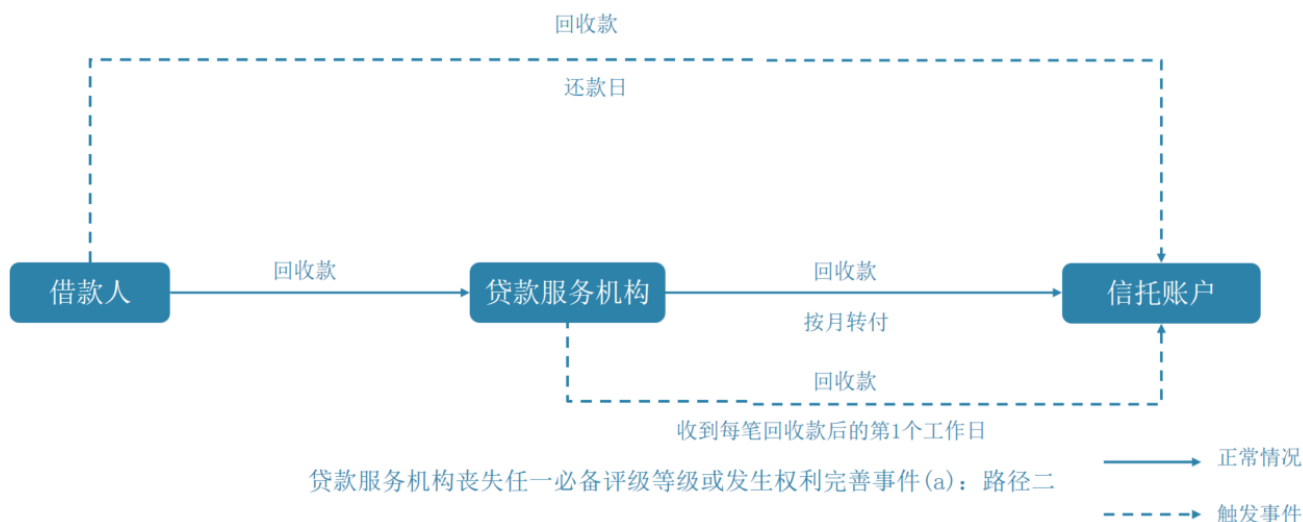 回收款
还款日
借款人
回收款
贷款服务机构
回收款
按月转付
信托账户
回收款
收到每笔回收款后的第1个工作日
贷款服务机构丧失任一必备评级等级或发生权利完善事件(a): 路径二
正常情况
触发事件